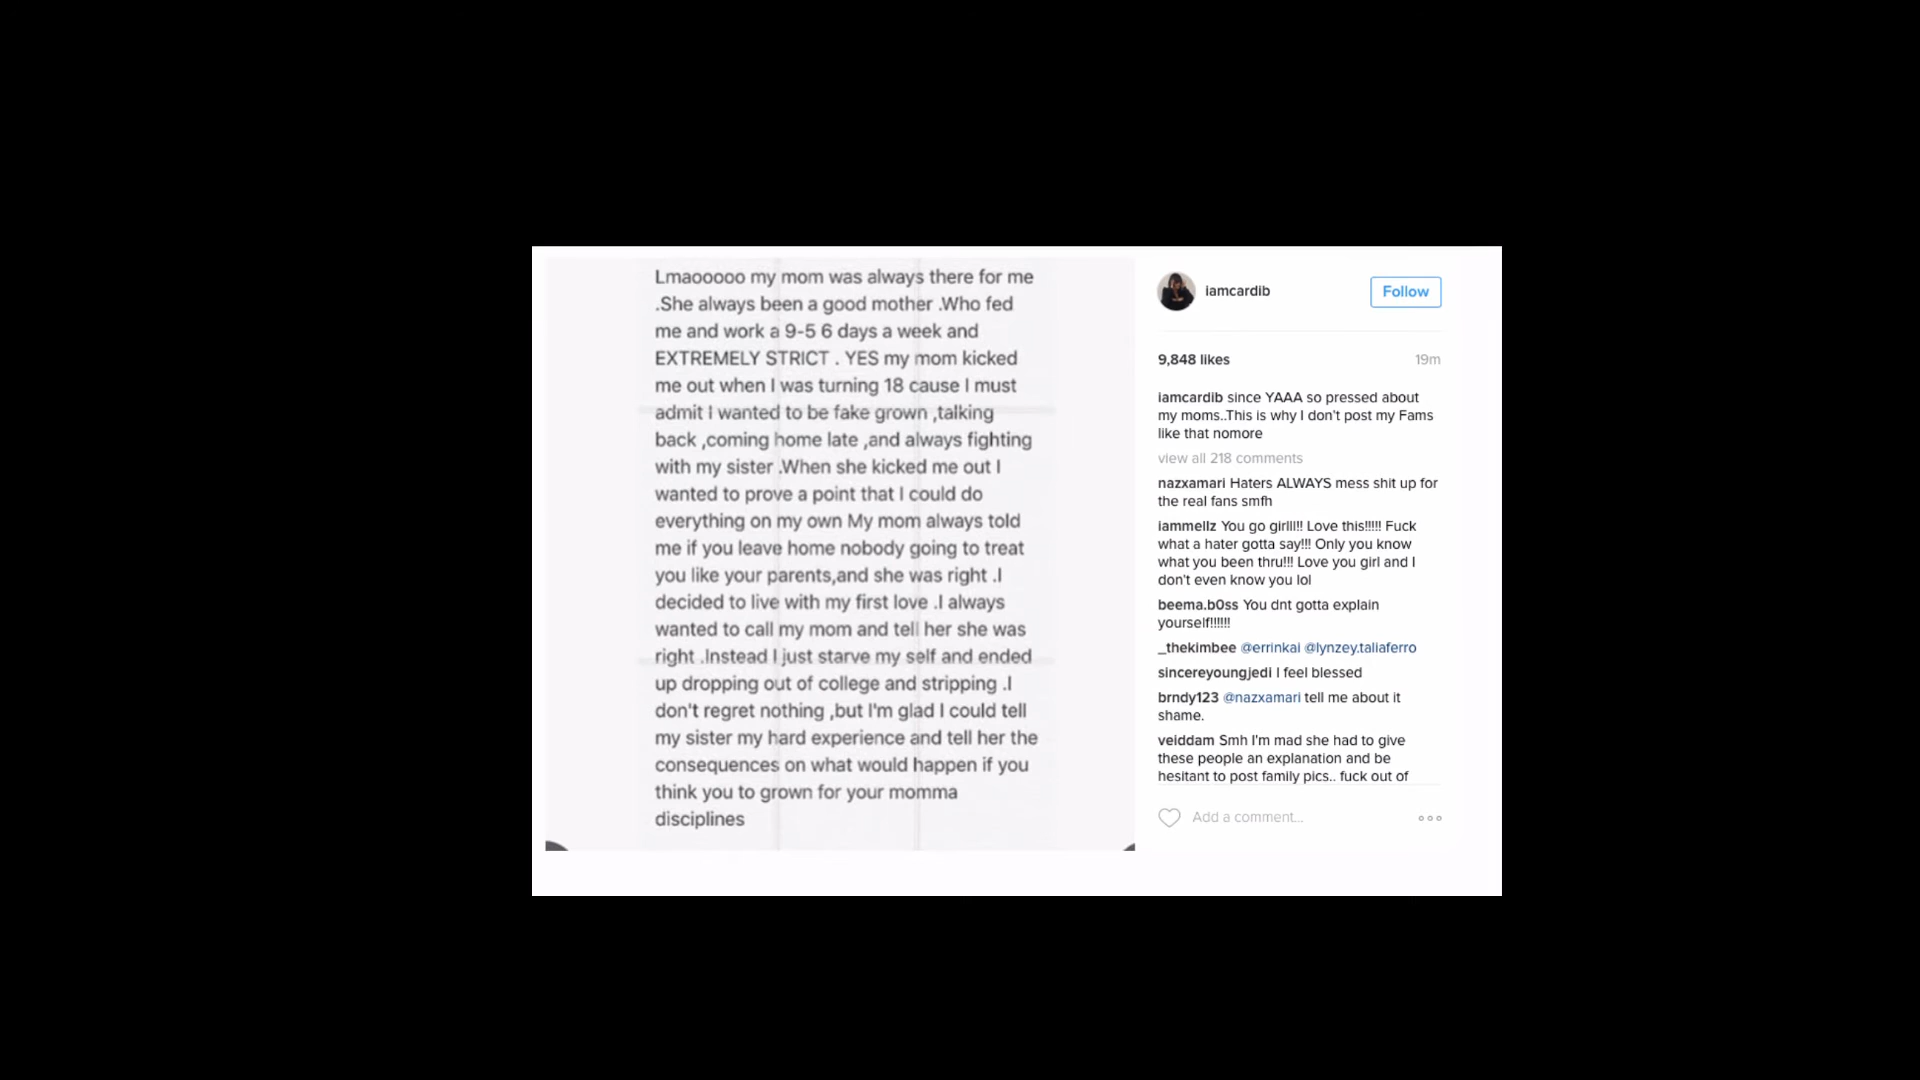 Lmaooooo my mom was always there for me
.She always been a good mother .Who fed
me and work a 9-5 6 days a week and
EXTREMELY STRICT . YES my mom kicked
me out when I was turning 18 cause I must
admit I wanted to be fake grown ,talking
back ,coming home late ,and always fighting
with my sister .When she kicked me out I
wanted to prove a point that I could do
everything on my own My mom always told
me if you leave home nobody going to treat
you like your parents,and she was right .I
decided to live with my first love .I always
wanted to call my mom and tell her she was
right .Instead I just starve my self and ended
up dropping out of college and stripping .I
don't regret nothing ,but I'm glad I could tell
my sister my hard experience and tell her the
consequences on what would happen if you
think you to grown for your momma
disciplines
iamcardib
Follow
9,848 likes 19m
iamcardib since YAAA so pressed about
my moms..This is why I don't post my Fams
like that nomore
view all 218 comments
nazxamari Haters ALWAYS mess shit up for
the real fans smfh
iammellz You go girlll!! Love this!!!!! Fuck
what a hater gotta say!!! Only you know
what you been thru!!! Love you girl and I
don't even know you lol
beema.b0ss You dnt gotta explain
yourself!!!!!!
_thekimbee @errinkai @lynzey.taliaferro
sincereyoungjedi I feel blessed
brndy123 @nazxamari tell me about it
shame.
veiddam Smh I'm mad she had to give
these people an explanation and be
hesitant to post family pics.. fuck out of
Add a comment...